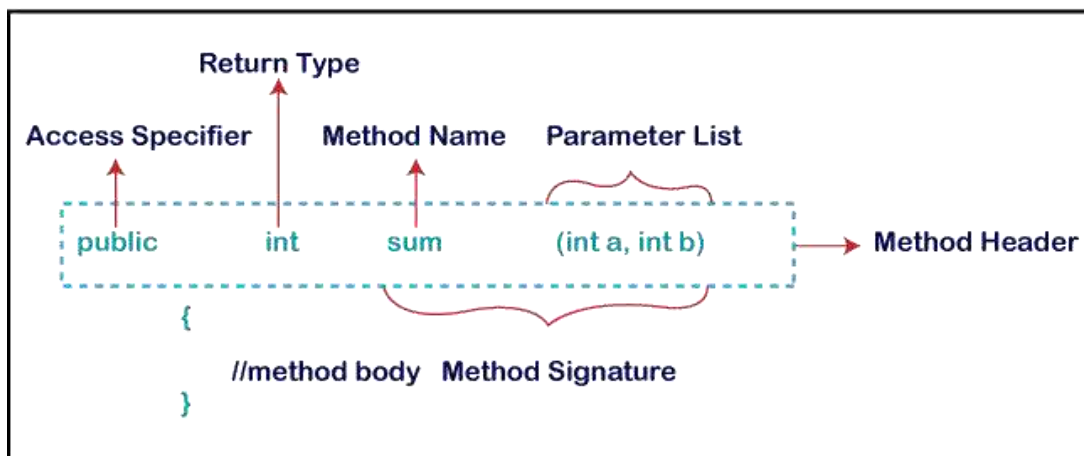 Return Type
Access Specifier Method Name Parameter List
public int sum (int a, int b) Method Header
{
//method body Method Signature
}